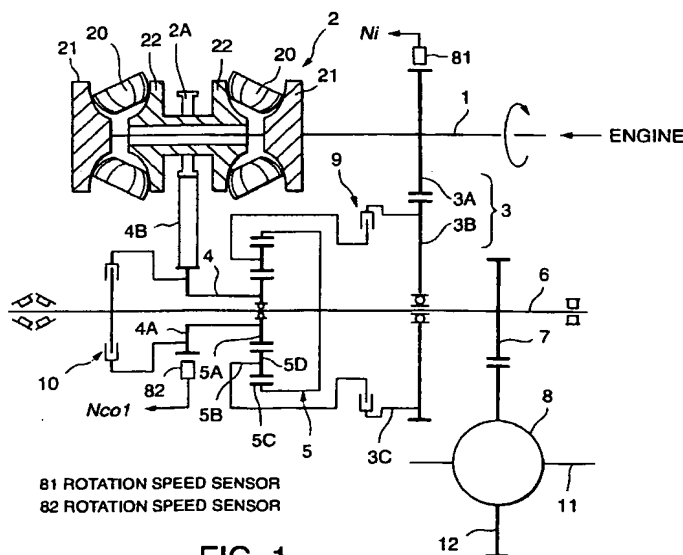 Ni
20
22
2A
22
20
2
21
21
81
1
ENGINE
9
3A
3
3B
4B
4
6
4A
7
5A
5D
10
82
5B
8
Nco1
5C
5
3C
11
81 ROTATION SPEED SENSOR
82 ROTATION SPEED SENSOR
12
FIG. 1